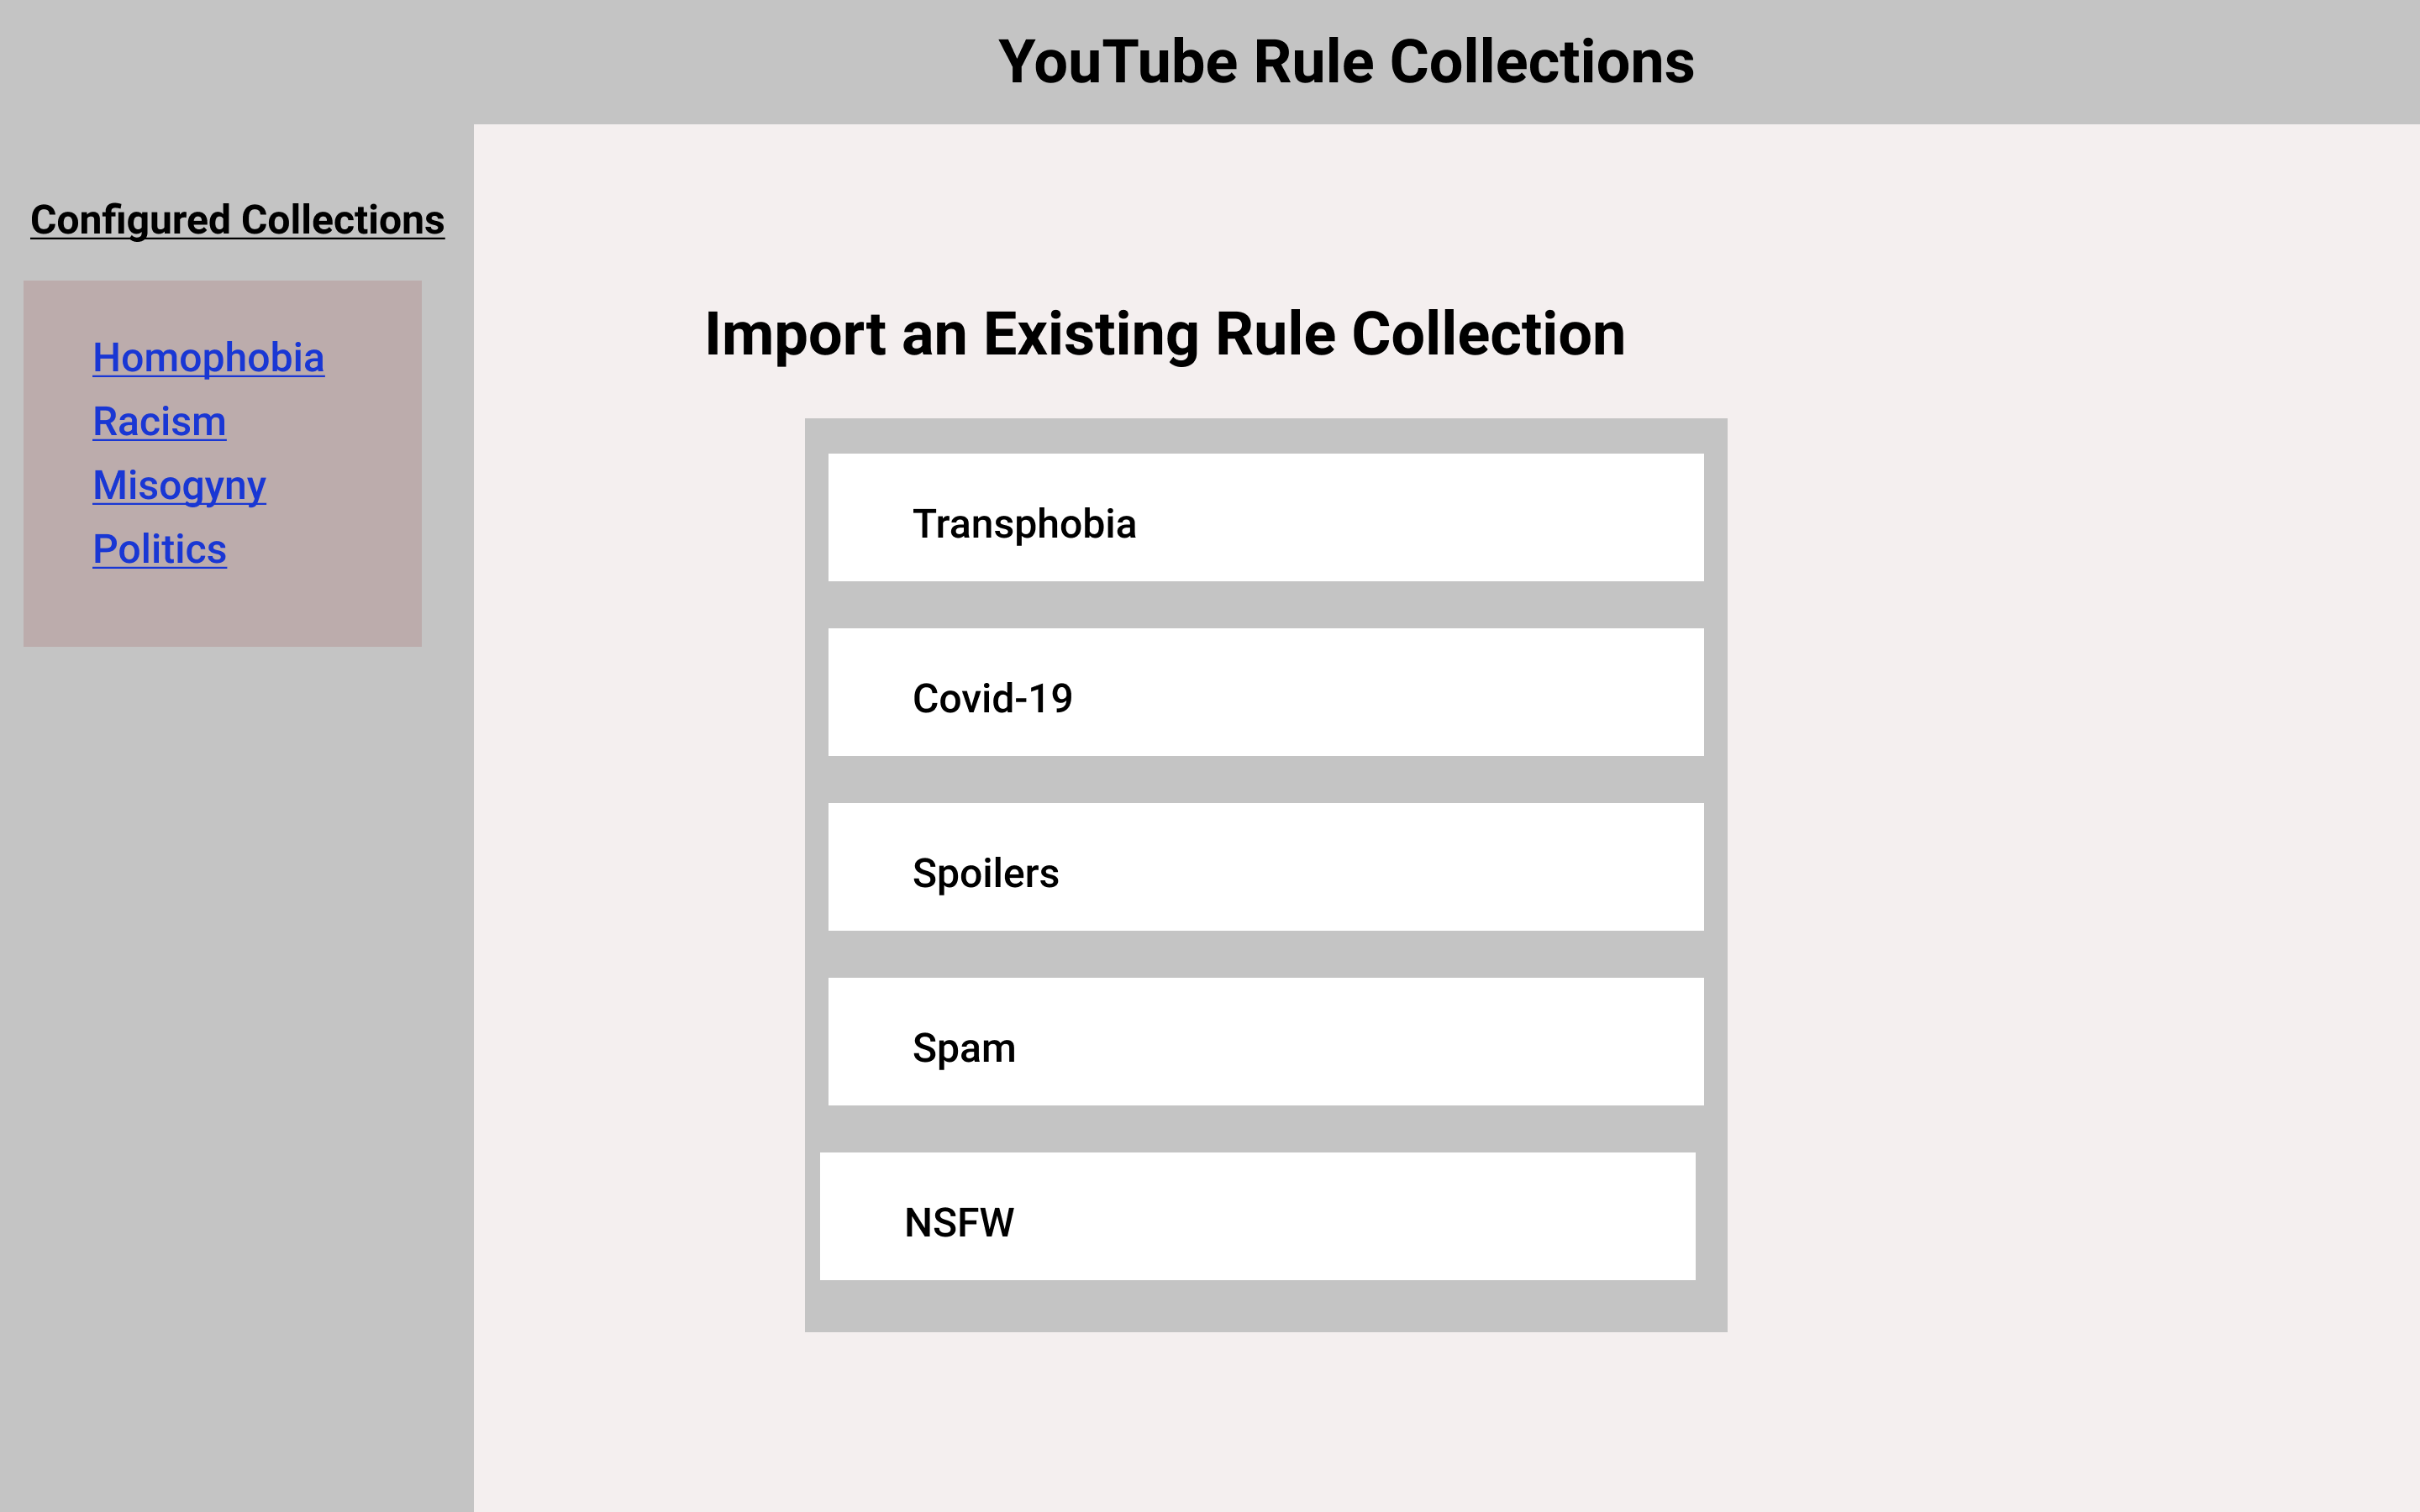 YouTube Rule Collections
Configured Collections
Homophobia
Racism
Misogyny
Politics
Import an Existing Rule Collection
Transphobia
Covid-19
Spoilers
Spam
NSFW